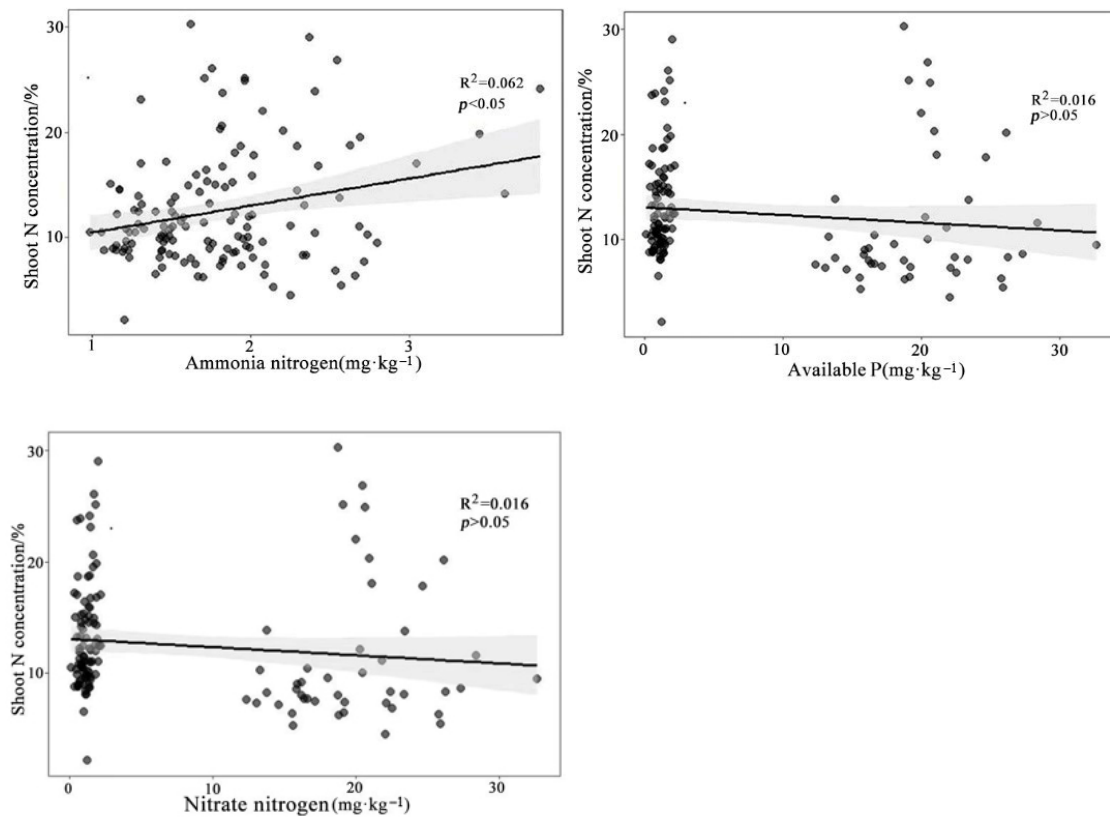 30
20
10
Shoot N concentration/%
R²=0.062
p<0.05
1
2
3
Ammonia nitrogen(mg·kg⁻¹)
30
20
10
Shoot N concentration/%
R²=0.016
p>0.05
0
10
20
30
Available P(mg·kg⁻¹)
30
20
10
Shoot N concentration/%
R²=0.016
p>0.05
0
10
20
30
Nitrate nitrogen(mg·kg⁻¹)